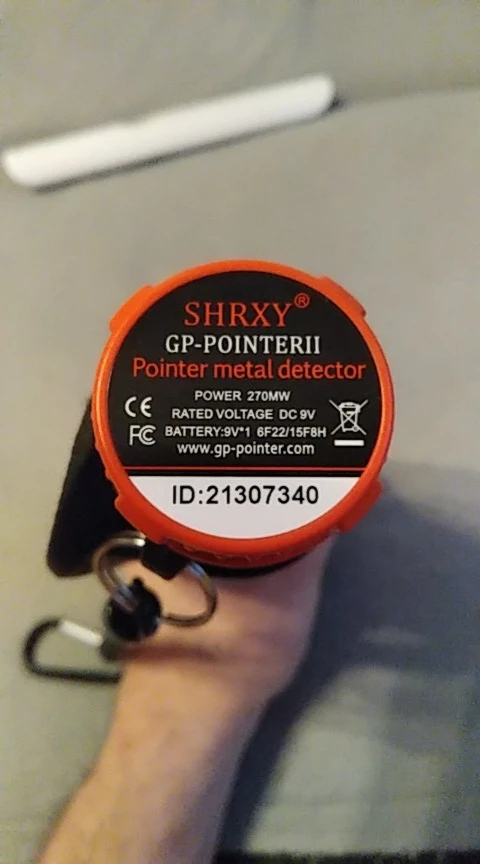 SHRXY®
GP-POINTERII
Pointer metal detector
POWER 270MW
RATED VOLTAGE DC 9V
BATTERY:9V*1 6F22/15F8H
www.gp-pointer.com
CE
FC
ID:21307340